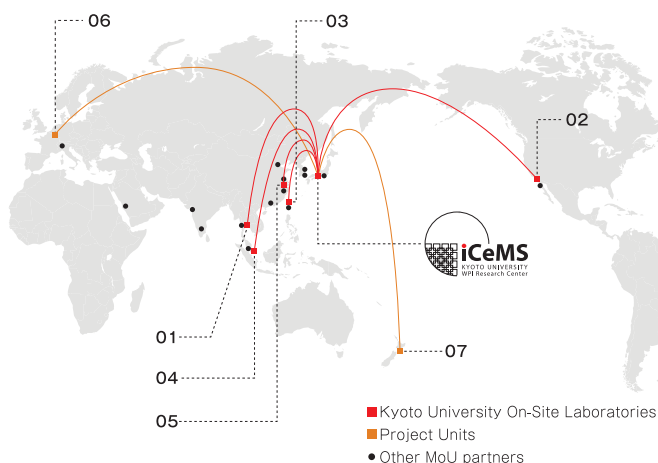 06
03
02
iCeMS
KYOTO UNIVERSITY
WPI Research Center
01
07
04
05
Kyoto University On-Site Laboratories
Project Units
Other MoU partners